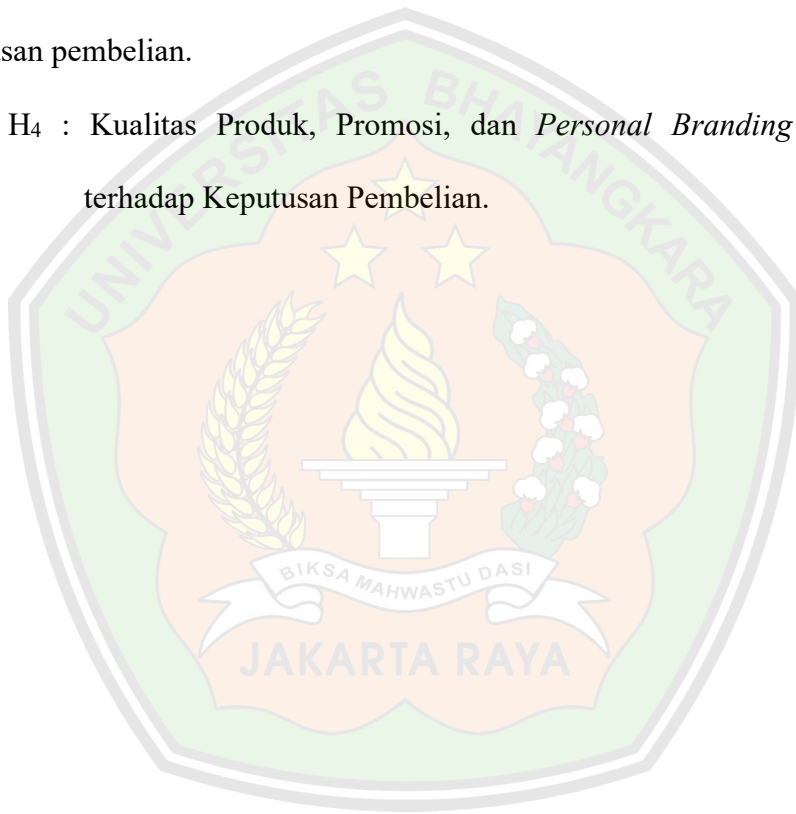 san pembelian.
H₄ : Kualitas Produk, Promosi, dan Personal Branding
terhadap Keputusan Pembelian.
UNIVERSITAS BHAYANGKARA
BIKSA MAHWASTU DASI
JAKARTA RAYA